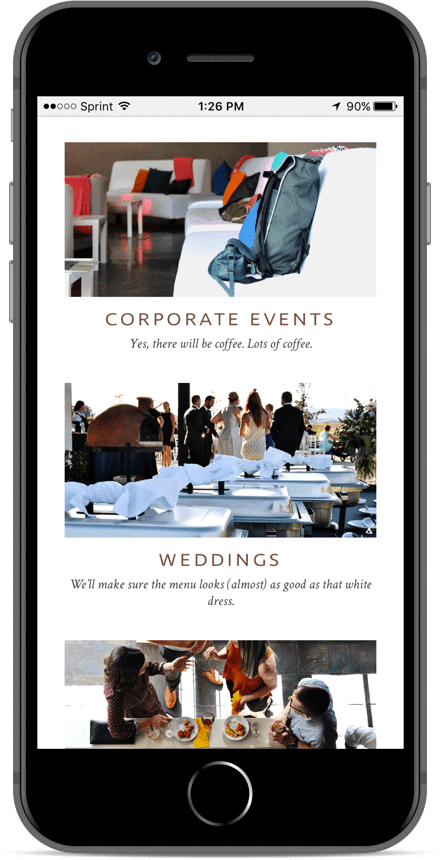 Sprint 1:26 PM 90%
CORPORATE EVENTS
Yes, there will be coffee. Lots of coffee.
WEDDINGS
We'll make sure the menu looks (almost) as good as that white
dress.